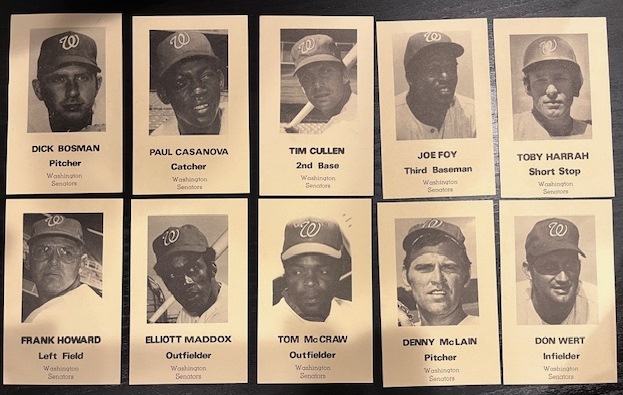 W
W
W
W
W
DICK BOSMAN
Pitcher
Washington
Senators
PAUL CASANOVA
Catcher
Washington
Senators
TIM CULLEN
2nd Base
Washington
Senators
JOE FOY
Third Baseman
Washington
Senators
TOBY HARRAH
Short Stop
Washington
Senators
W
W
W
W
W
FRANK HOWARD
Left Field
Washington
Senators
ELLIOTT MADDOX
Outfielder
Washington
Senators
TOM McCRAW
Outfielder
Washington
Senators
DENNY McLAIN
Pitcher
Washington
Senators
DON WERT
Infielder
Washington
Senators